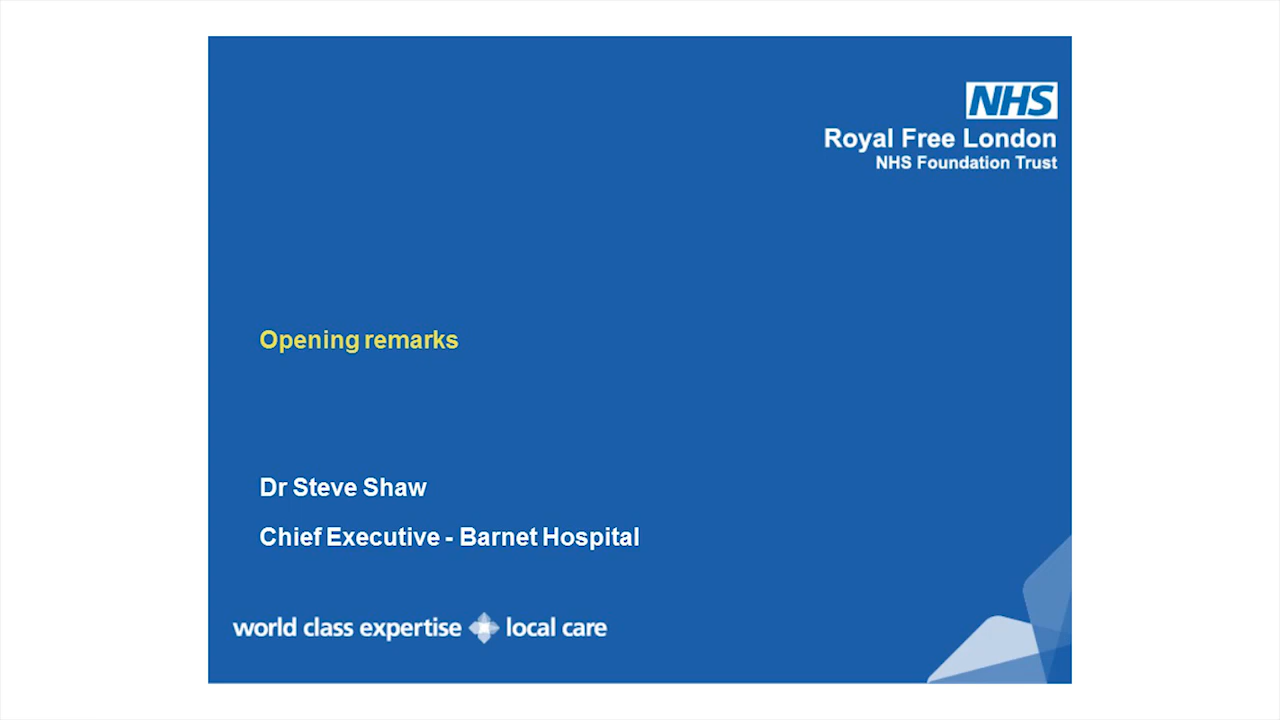 NHS
Royal Free London
NHS Foundation Trust
Opening remarks
Dr Steve Shaw
Chief Executive - Barnet Hospital
world class expertise local care